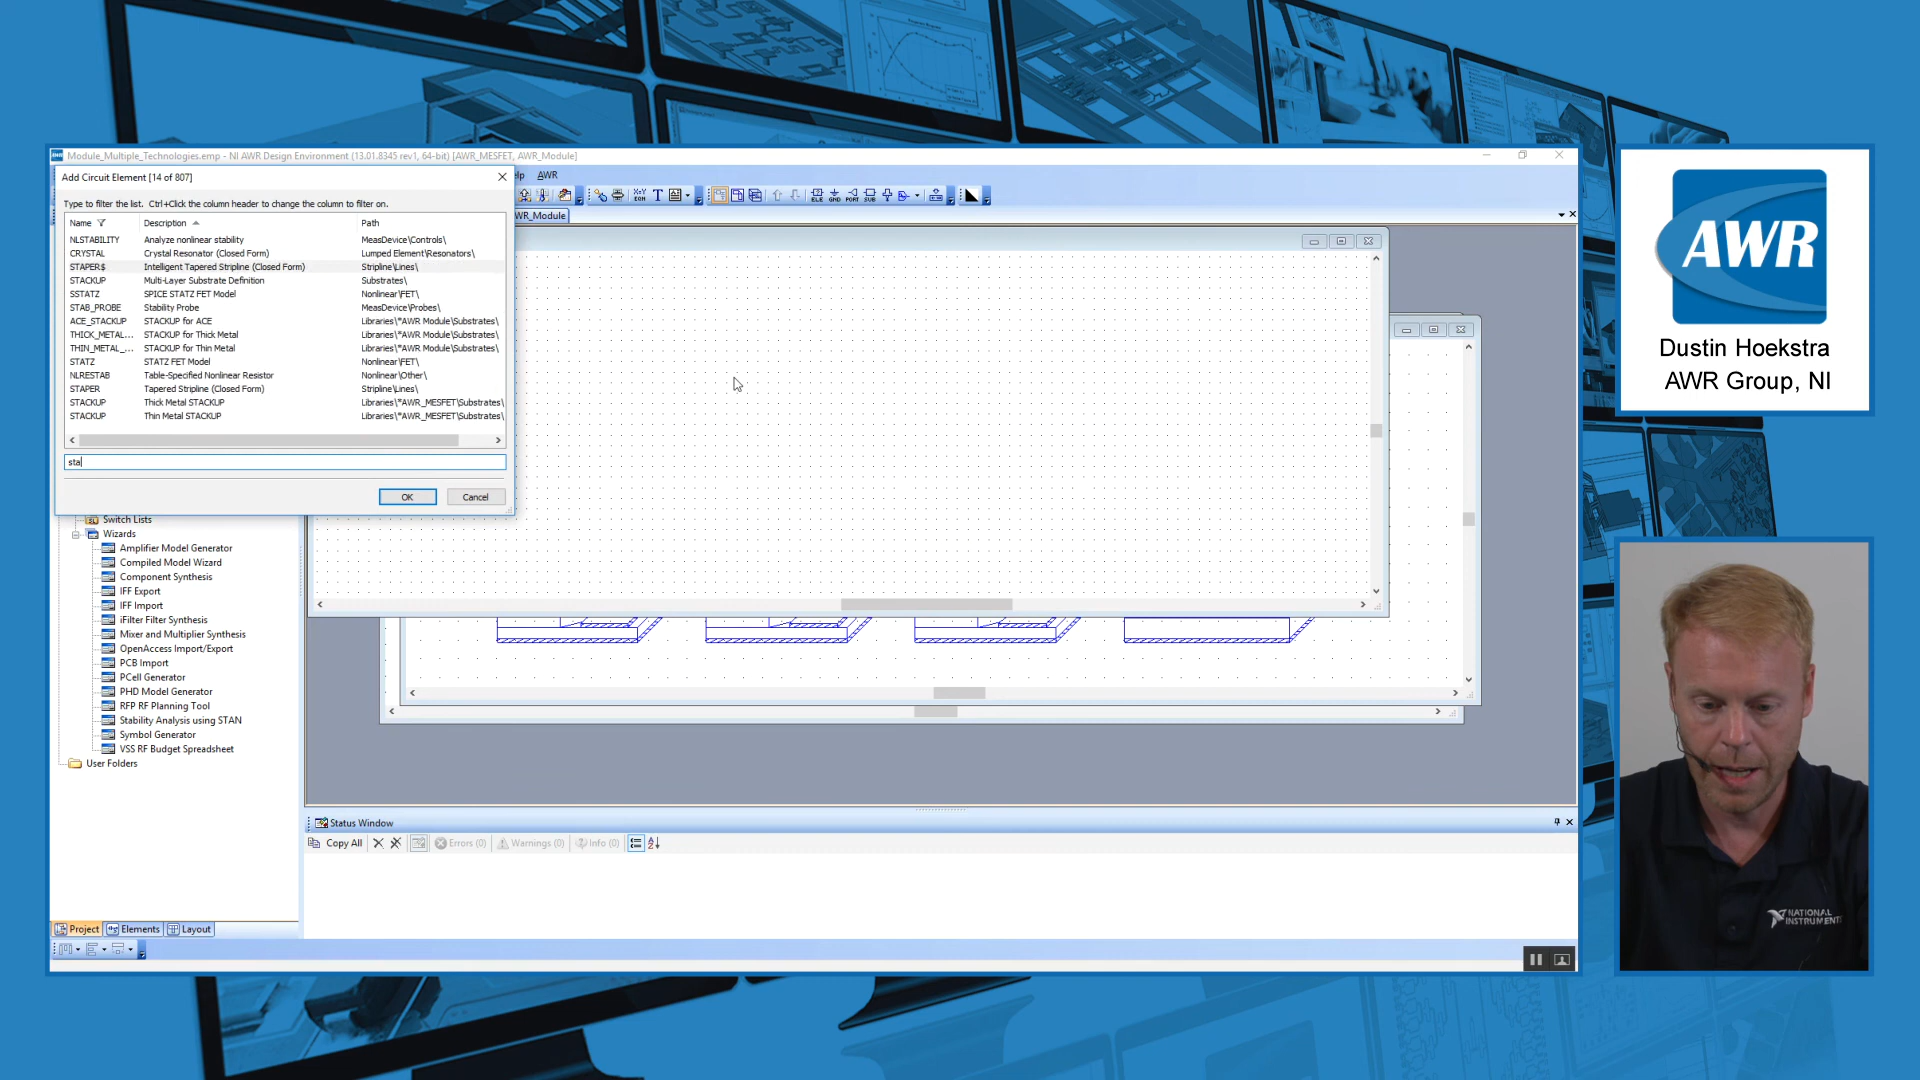 Module_Multiple_Technologies.emp - NI AWR Design Environment (13.01.8345 rev1, 64-bit) [AWR_MESFET, AWR_Module]
Add Circuit Element [14 of 807]
AWR
Type to filter the list. Ctrl+Click the column header to change the column to filter on.
Name Description Path
NLSTABILITY Analyze nonlinear stability MeasDevice\Controls\
CRYSTAL Crystal Resonator (Closed Form) Lumped Element\Resonators\
STAPER$ Intelligent Tapered Stripline (Closed Form) Stripline\Lines\
STACKUP Multi-Layer Substrate Definition Substrates\
SSTATZ SPICE STATZ FET Model Nonlinear\FET\
STAB_PROBE Stability Probe MeasDevice\Probes\
ACE_STACKUP STACKUP for ACE Libraries\*AWR Module\Substrates\
THICK_METAL... STACKUP for Thick Metal Libraries\*AWR Module\Substrates\
THIN_METAL_... STACKUP for Thin Metal Libraries\*AWR Module\Substrates\
STATZ STATZ FET Model Nonlinear\FET\
NLRESTAB Table-Specified Nonlinear Resistor Nonlinear\Other\
STAPER Tapered Stripline (Closed Form) Stripline\Lines\
STACKUP Thick Metal STACKUP Libraries\*AWR_MESFET\Substrates\
STACKUP Thin Metal STACKUP Libraries\*AWR_MESFET\Substrates\
sta
OK Cancel
X=Y EQN T ELE GND PORT SUB
WR_Module
Switch Lists
Wizards
Amplifier Model Generator
Compiled Model Wizard
Component Synthesis
IFF Export
IFF Import
iFilter Filter Synthesis
Mixer and Multiplier Synthesis
OpenAccess Import/Export
PCB Import
PCell Generator
PHD Model Generator
RFP RF Planning Tool
Stability Analysis using STAN
Symbol Generator
VSS RF Budget Spreadsheet
User Folders
Project Elements Layout
Status Window
Copy All Errors (0) Warnings (0) Info (0)
AWR
Dustin Hoekstra
AWR Group, NI
NATIONAL
INSTRUMENTS